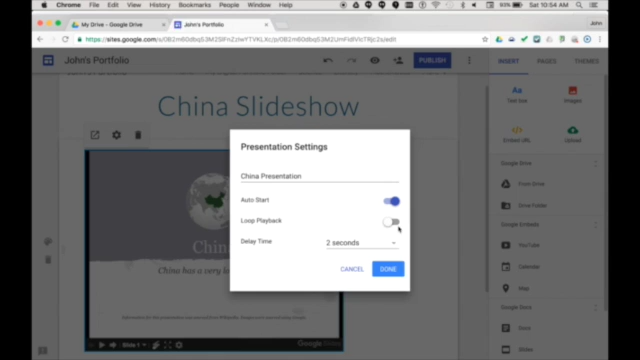 Chrome File Edit View History Bookmarks People Window Help
93% Sat 10:54 AM
My Drive - Google Drive
John's Portfolio
John
John's Portfolio
PUBLISH
INSERT PAGES THEMES
China Slideshow
Text box Images
Embed URL Upload
Google Drive
From Drive
Drive Folder
Google Embeds
YouTube
Calendar
Map
Google Docs
Docs
Slides
Presentation Settings
China Presentation
Auto Start
Loop Playback
Delay Time 2 seconds
CANCEL DONE
Chin
China has a very lo
Slide 1
Google